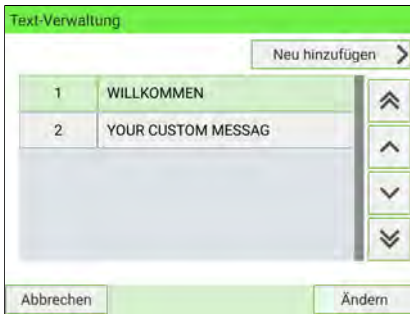 Text-Verwaltung
Neu hinzufügen
1 WILLKOMMEN
2 YOUR CUSTOM MESSAG
Abbrechen Ändern